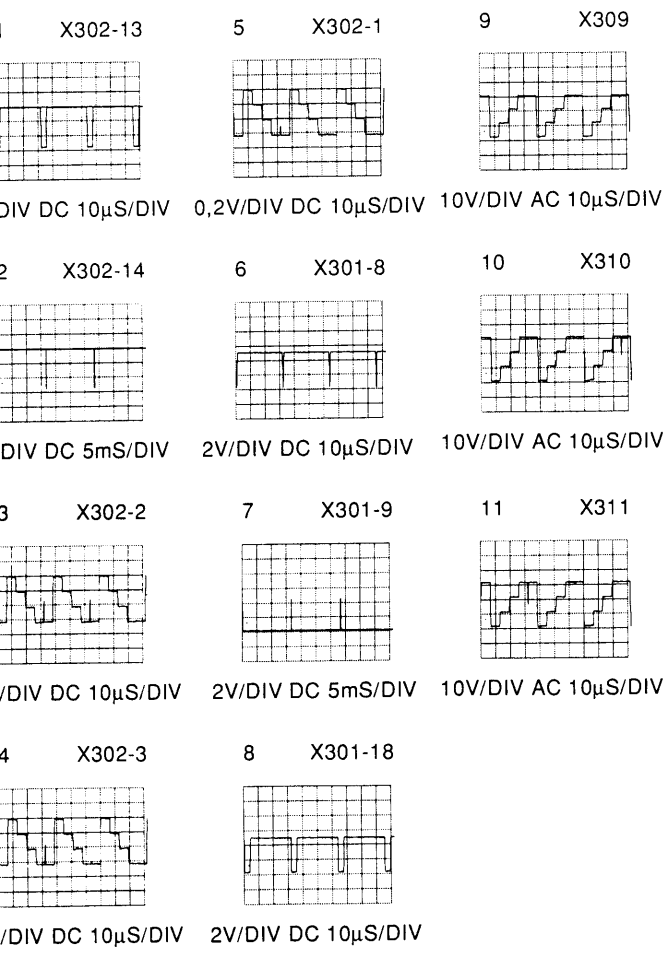 X302-13
5 X302-1
9 X309
DIV DC 10µS/DIV
0,2V/DIV DC 10µS/DIV
10V/DIV AC 10µS/DIV
2 X302-14
6 X301-8
10 X310
DIV DC 5mS/DIV
2V/DIV DC 10µS/DIV
10V/DIV AC 10µS/DIV
3 X302-2
7 X301-9
11 X311
/DIV DC 10µS/DIV
2V/DIV DC 5mS/DIV
10V/DIV AC 10µS/DIV
4 X302-3
8 X301-18
/DIV DC 10µS/DIV
2V/DIV DC 10µS/DIV